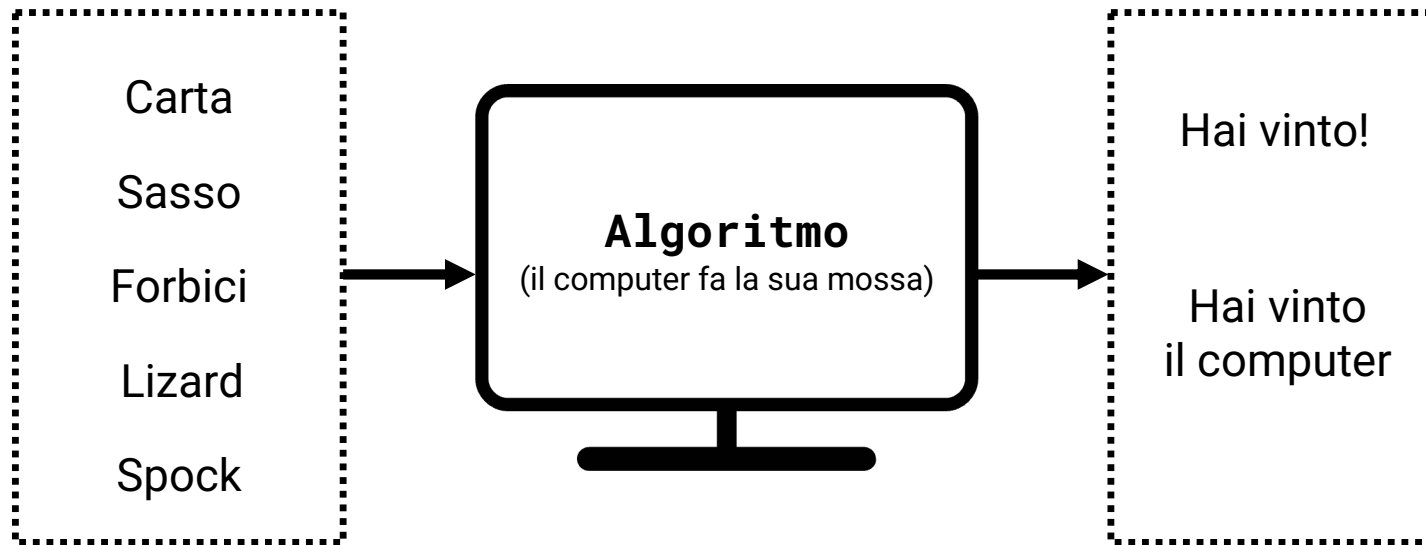 Carta
Sasso
Forbici
Lizard
Spock
Algoritmo
(il computer fa la sua mossa)
Hai vinto!
Hai vinto
il computer